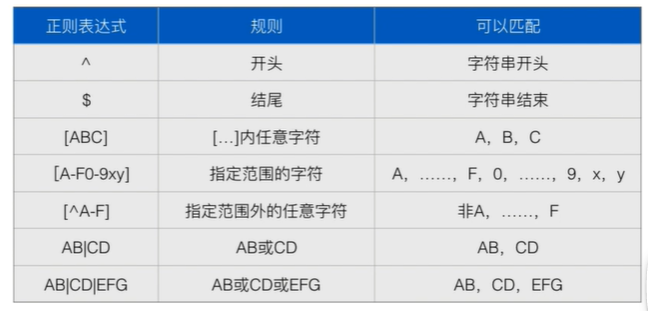 正则表达式 规则 可以匹配
^ 开头 字符串开头
$ 结尾 字符串结束
[ABC] [...]内任意字符 A，B，C
[A-F0-9xy] 指定范围的字符 A，……，F，0，……，9，x，y
[^A-F] 指定范围外的任意字符 非A，……，F
AB|CD AB或CD AB，CD
AB|CD|EFG AB或CD或EFG AB，CD，EFG